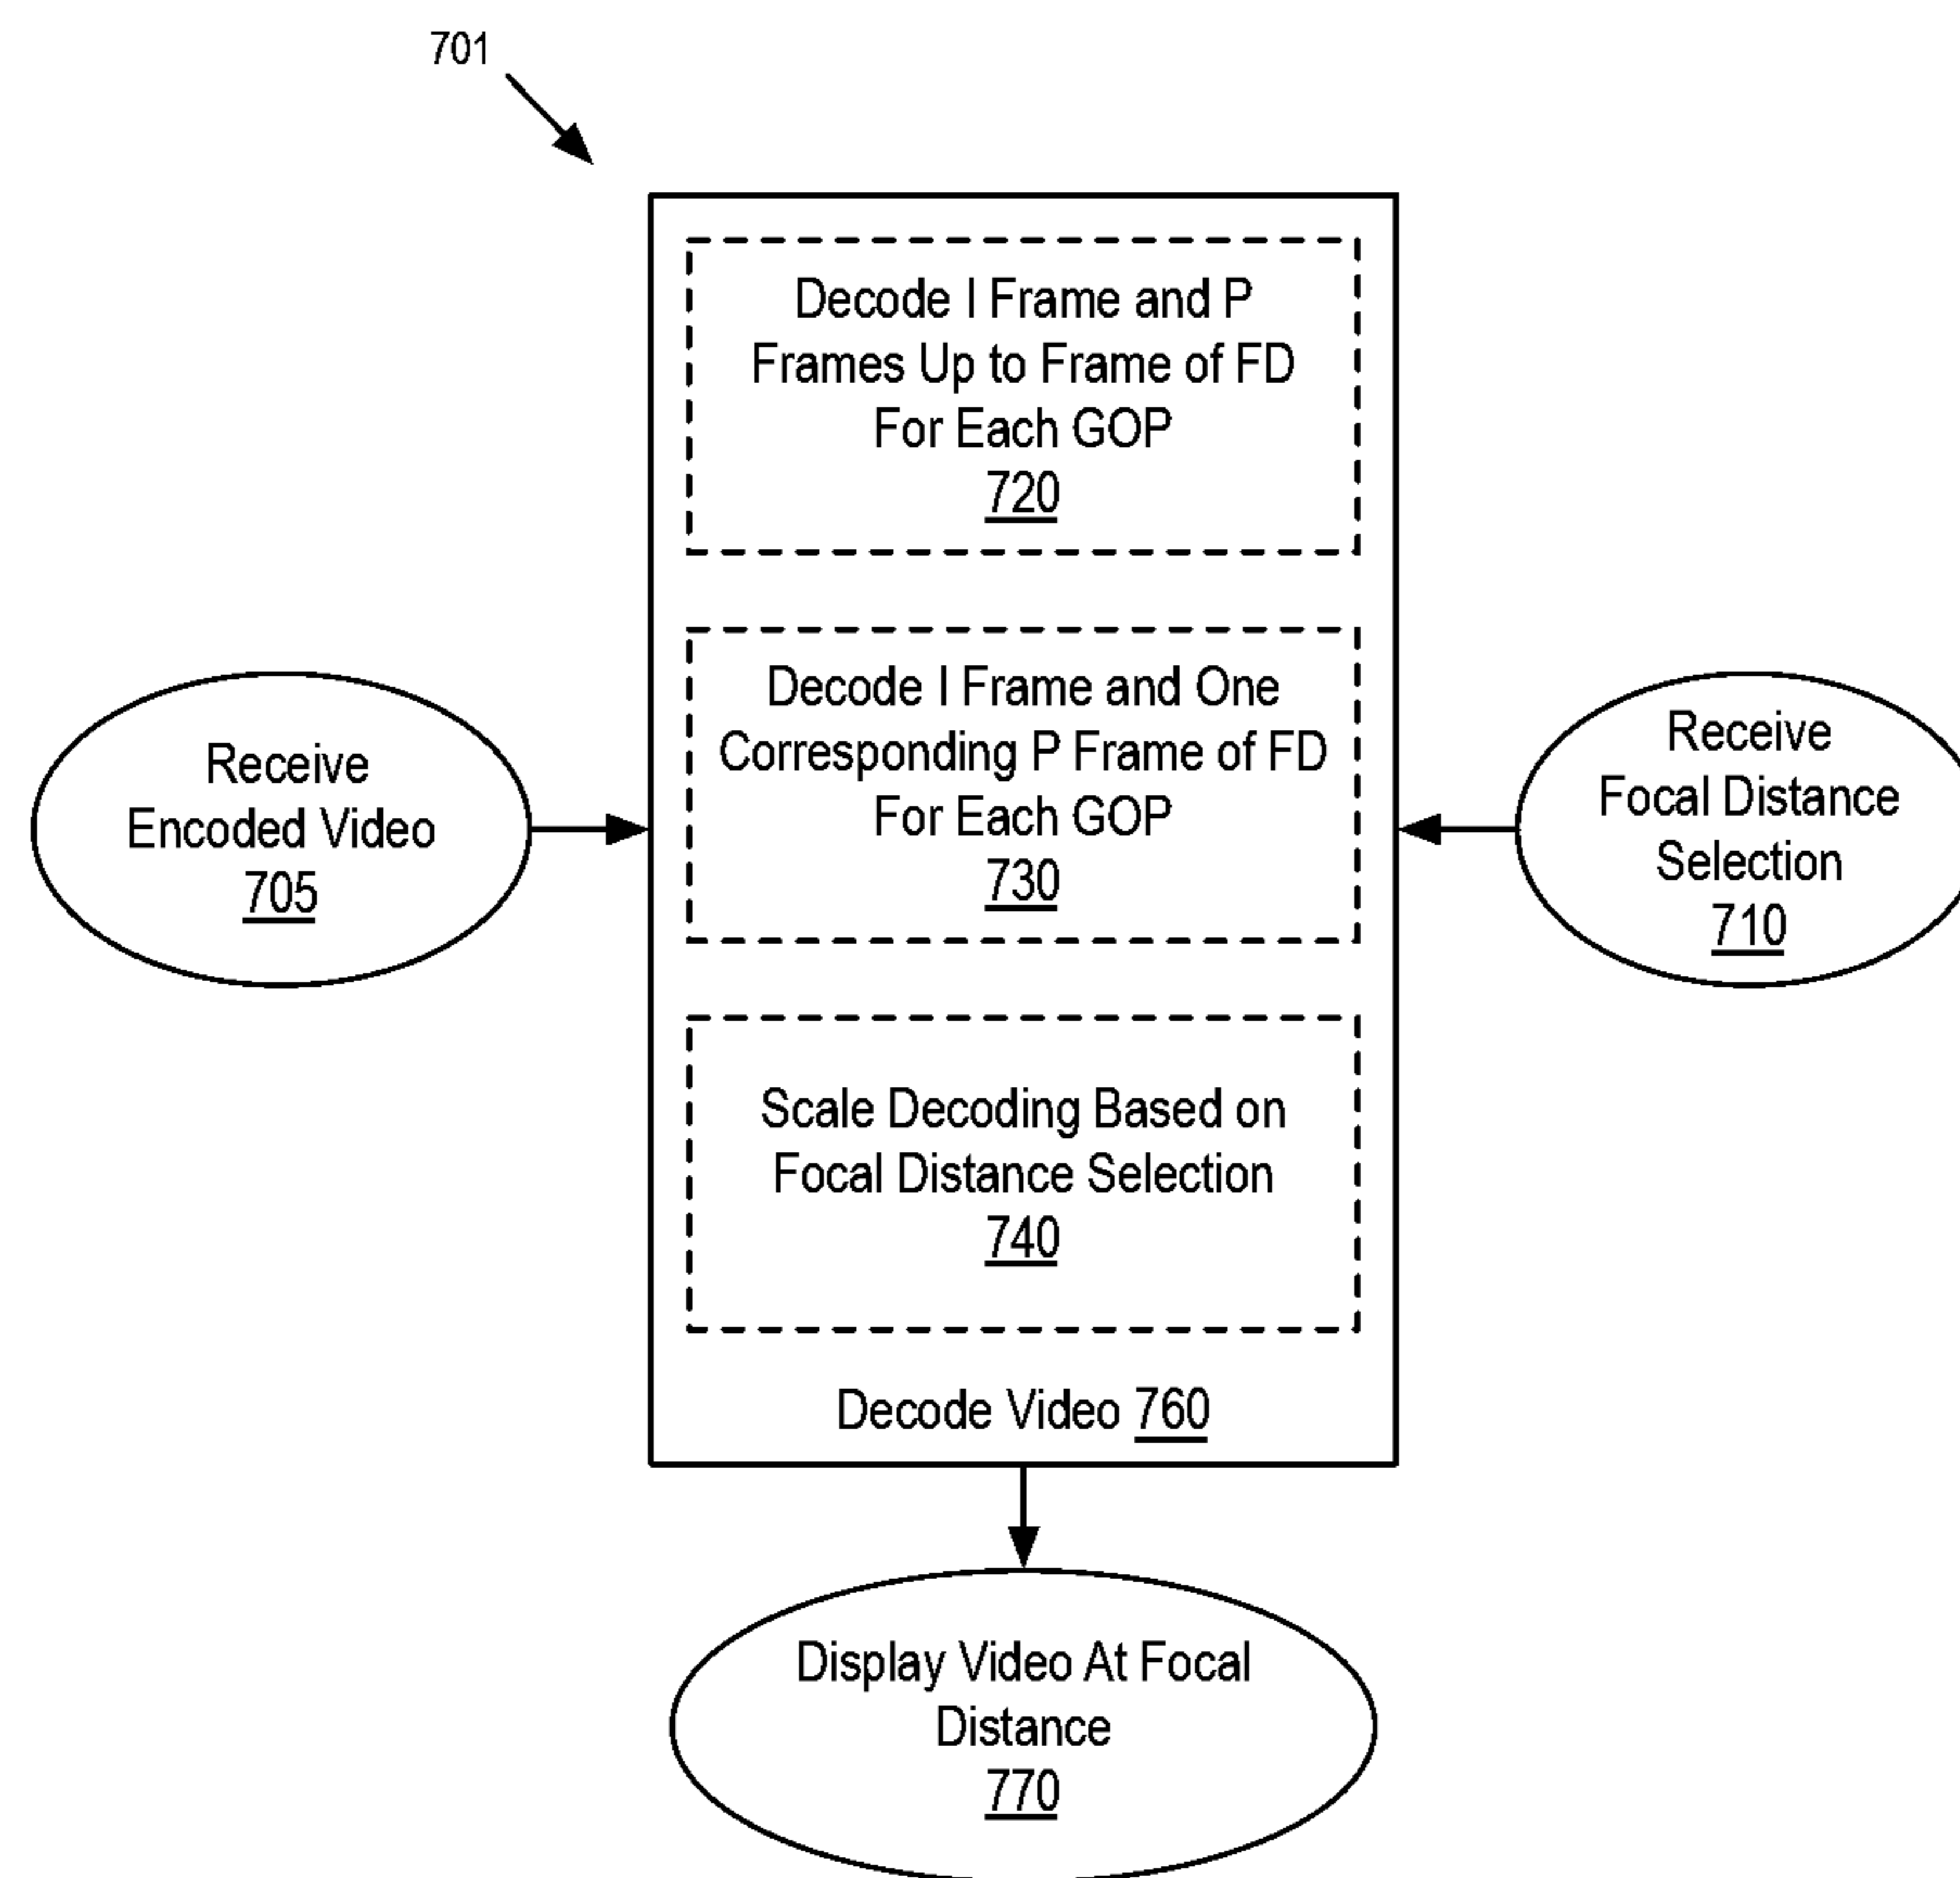 701
Decode I Frame and P
Frames Up to Frame of FD
For Each GOP
720
Decode I Frame and One
Corresponding P Frame of FD
For Each GOP
730
Receive
Encoded Video
705
Receive
Focal Distance
Selection
710
Scale Decoding Based on
Focal Distance Selection
740
Decode Video 760
Display Video At Focal
Distance
770